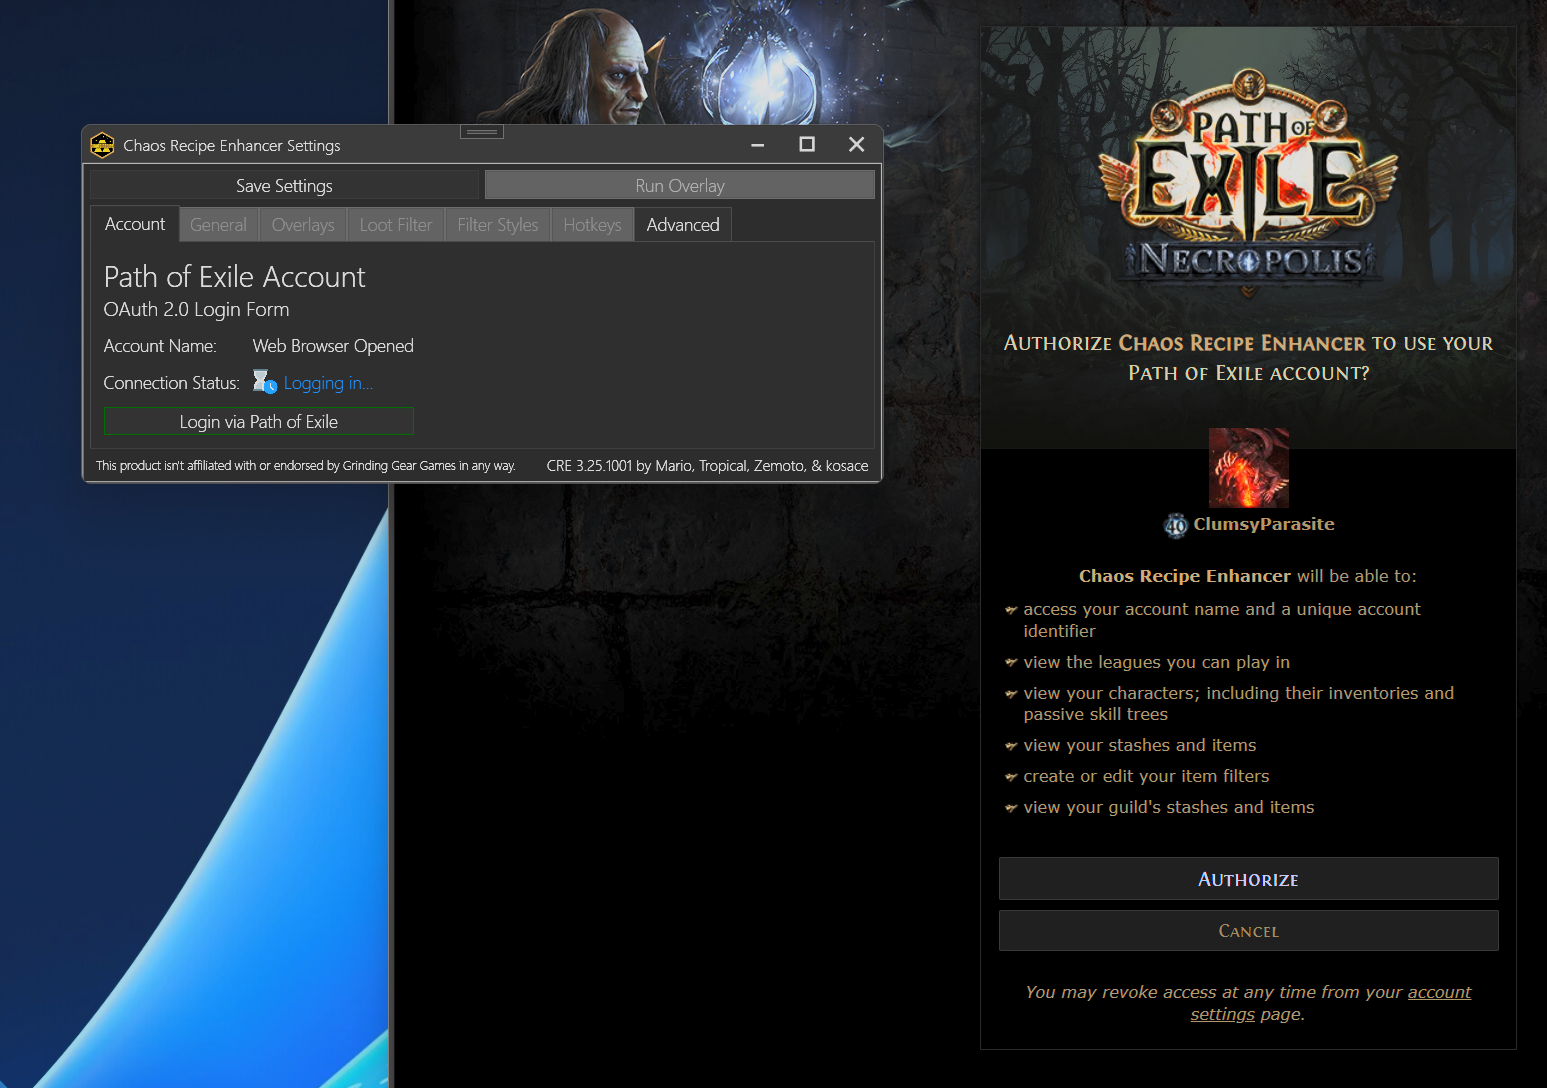 Chaos Recipe Enhancer Settings
Save Settings
Run Overlay
Account
General
Overlays
Loot Filter
Filter Styles
Hotkeys
Advanced
Path of Exile Account
OAuth 2.0 Login Form
Account Name: Web Browser Opened
Connection Status: Logging in...
Login via Path of Exile
This product isn't affiliated with or endorsed by Grinding Gear Games in any way.
CRE 3.25.1001 by Mario, Tropical, Zemoto, & kosace
PATH OF
EXILE
NECROPOLIS
Authorize Chaos Recipe Enhancer to use your
Path of Exile account?
40 ClumsyParasite
Chaos Recipe Enhancer will be able to:
access your account name and a unique account
identifier
view the leagues you can play in
view your characters; including their inventories and
passive skill trees
view your stashes and items
create or edit your item filters
view your guild's stashes and items
Authorize
Cancel
You may revoke access at any time from your account
settings page.